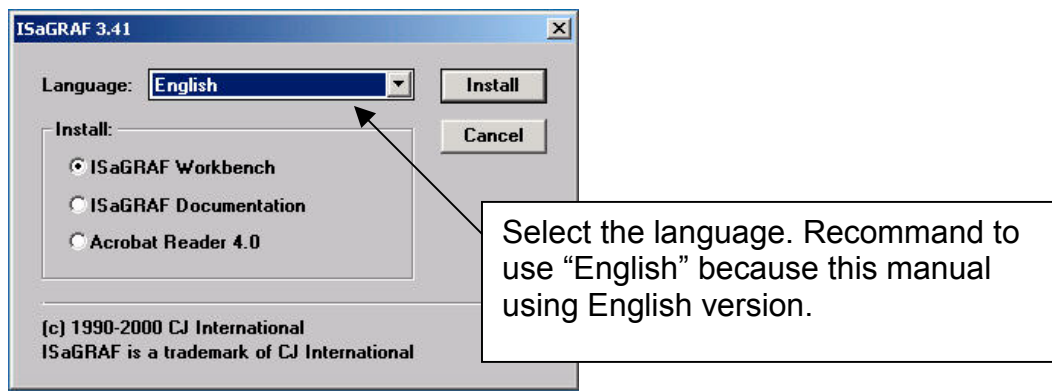 ISaGRAF 3.41
Language: English Install
Install: Cancel
ISaGRAF Workbench
ISaGRAF Documentation
Acrobat Reader 4.0
Select the language. Recommand to
use “English” because this manual
using English version.
(c) 1990-2000 CJ International
ISaGRAF is a trademark of CJ International